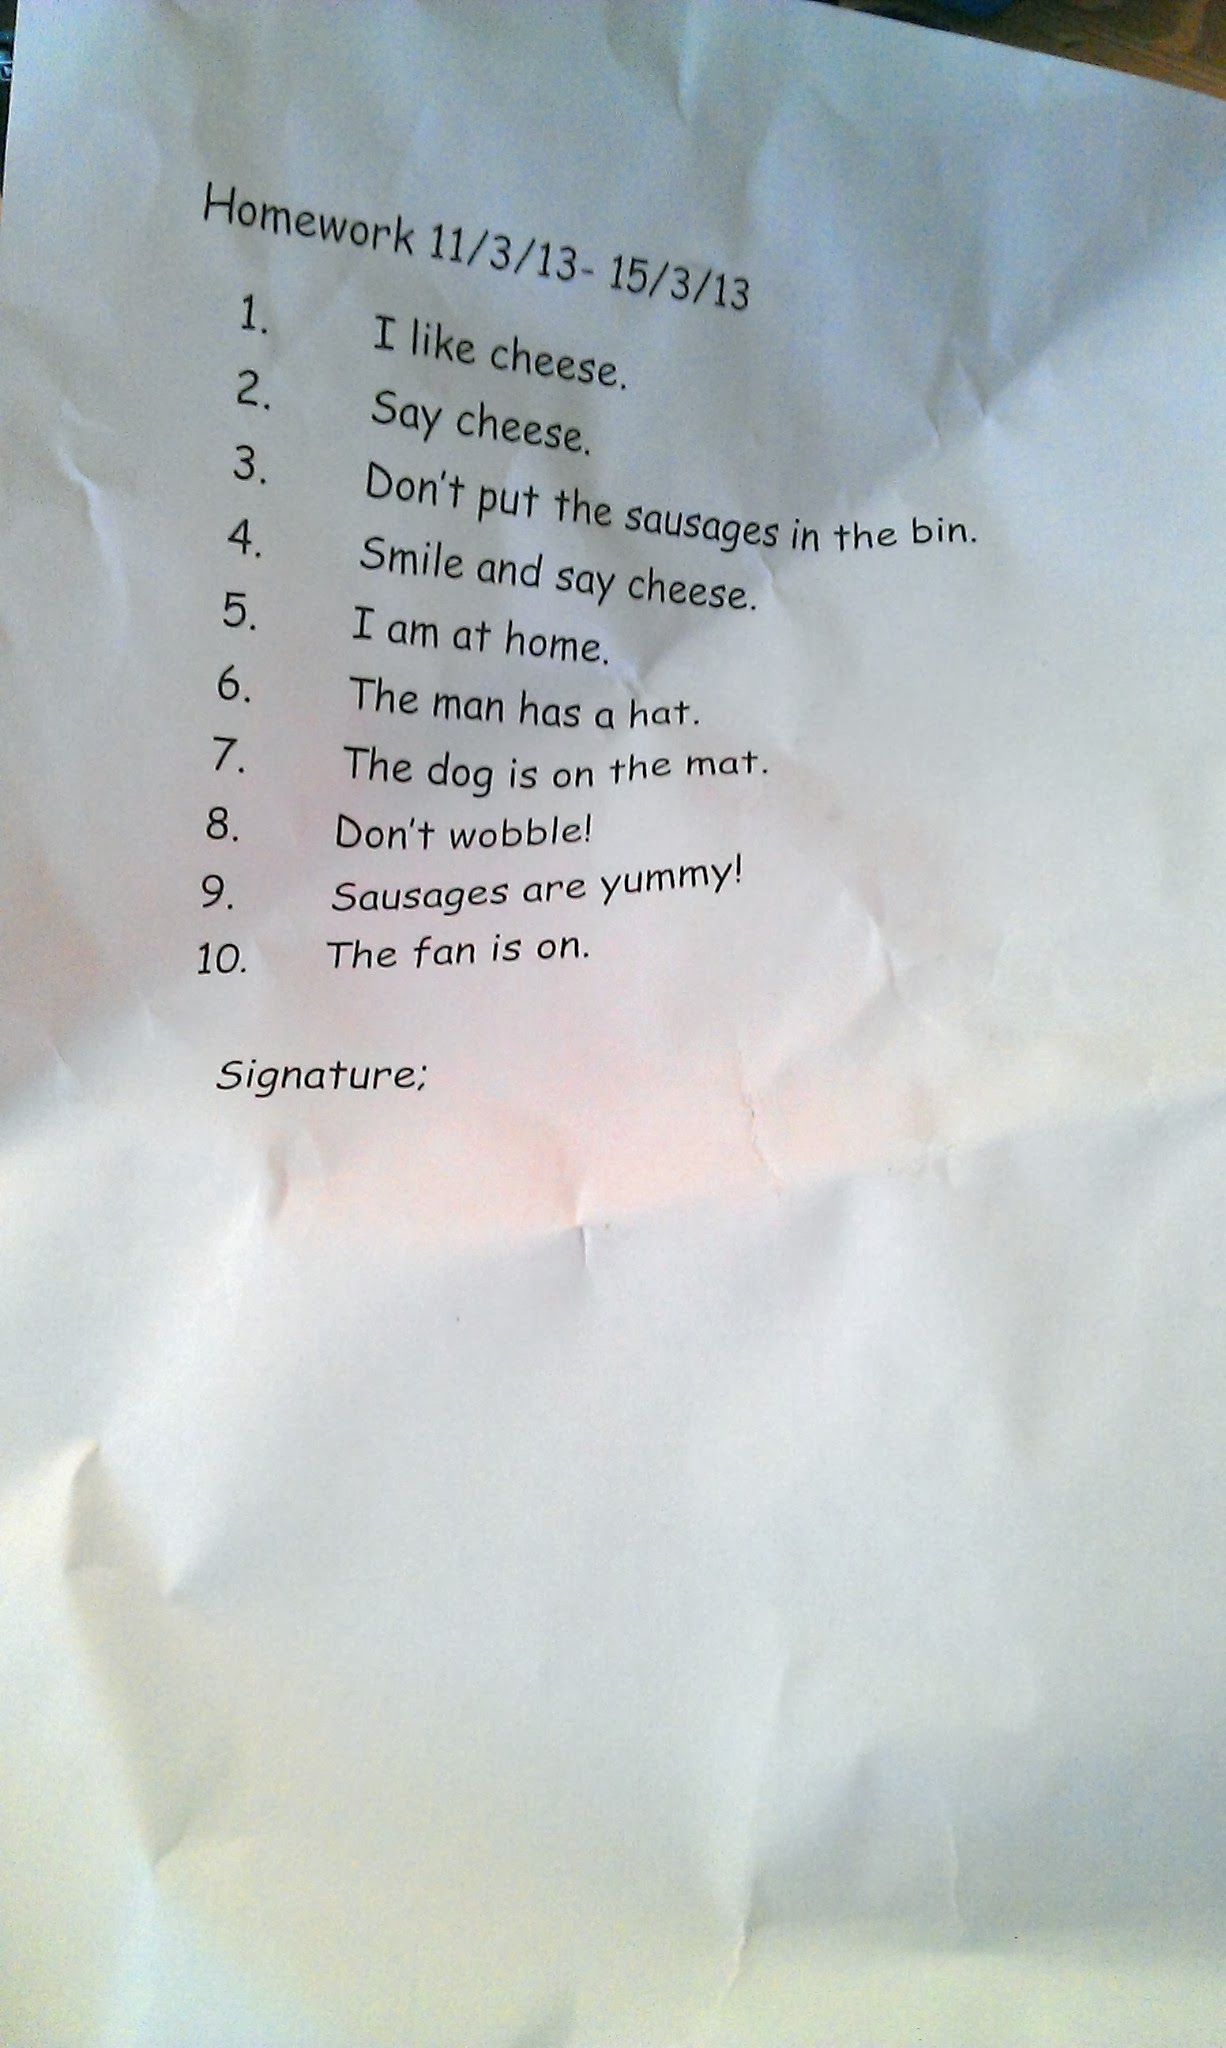 Homework 11/3/13- 15/3/13
1. I like cheese.
2. Say cheese.
3. Don't put the sausages in the bin.
4. Smile and say cheese.
5. I am at home.
6. The man has a hat.
7. The dog is on the mat.
8. Don't wobble!
9. Sausages are yummy!
10. The fan is on.
Signature;